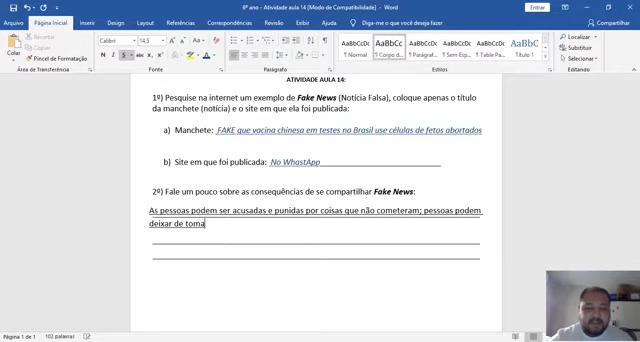 6º ano - Atividade aula 14 [Modo de Compatibilidade] - Word
Entrar
Arquivo Página Inicial Inserir Design Layout Referências Correspondências Revisão Exibir Ajuda Diga-me o que você deseja fazer Compartilhar
Colar
Recortar
Copiar
Pincel de Formatação
Calibri 14,5
N I S
AaBbCcDc AaBbCc AaBbCcDc AaBbCcDc AaBbCcDc AaBbC
¶ Normal ¶ Corpo d... ¶ Table Pa... Título 1
Localizar
Substituir
Selecionar
Área de Transferência Fonte Parágrafo Estilos Edição
ATIVIDADE AULA 14:
1º) Pesquise na internet um exemplo de Fake News (Notícia Falsa), coloque apenas o título
da manchete (notícia) e o site em que ela foi publicada:
a) Manchete: FAKE que vacina chinesa em testes no Brasil use células de fetos abortados
b) Site em que foi publicada: No WhastApp
2º) Fale um pouco sobre as consequências de se compartilhar Fake News:
As pessoas podem ser acusadas e punidas por coisas que não cometeram; pessoas podem
deixar de toma
Página 1 de 1 102 palavras